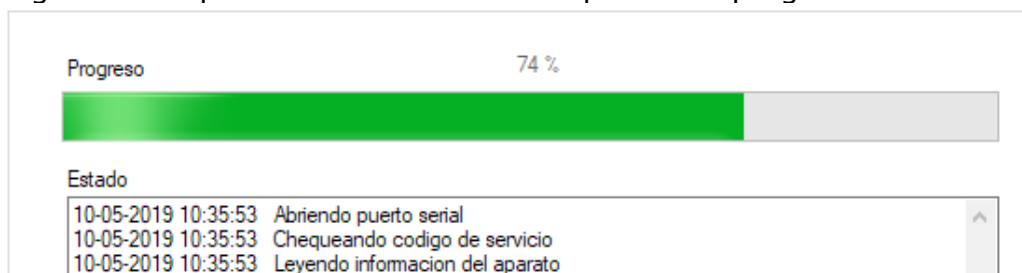 Progreso
74 %
Estado
10-05-2019 10:35:53 Abriendo puerto serial
10-05-2019 10:35:53 Chequeando codigo de servicio
10-05-2019 10:35:53 Leyendo informacion del aparato